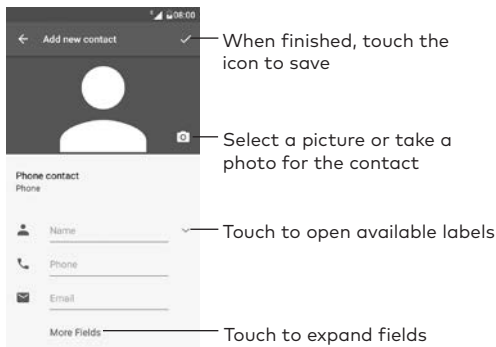 08:00
Add new contact
When finished, touch the
icon to save
Select a picture or take a
photo for the contact
Phone contact
Phone
Name
Touch to open available labels
Phone
Email
More Fields
Touch to expand fields